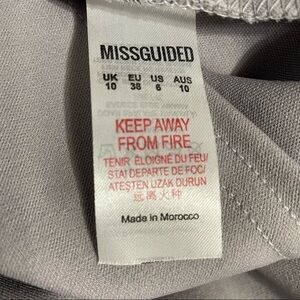 MISSGUIDED
UK EU US AUS
10 38 6 10
KEEP AWAY
FROM FIRE
TENIR ÉLOIGNÉ DU FEU/
STAI DEPARTE DE FOC/
ATEŞTEN UZAK DURUN
远离火种
Made in Morocco